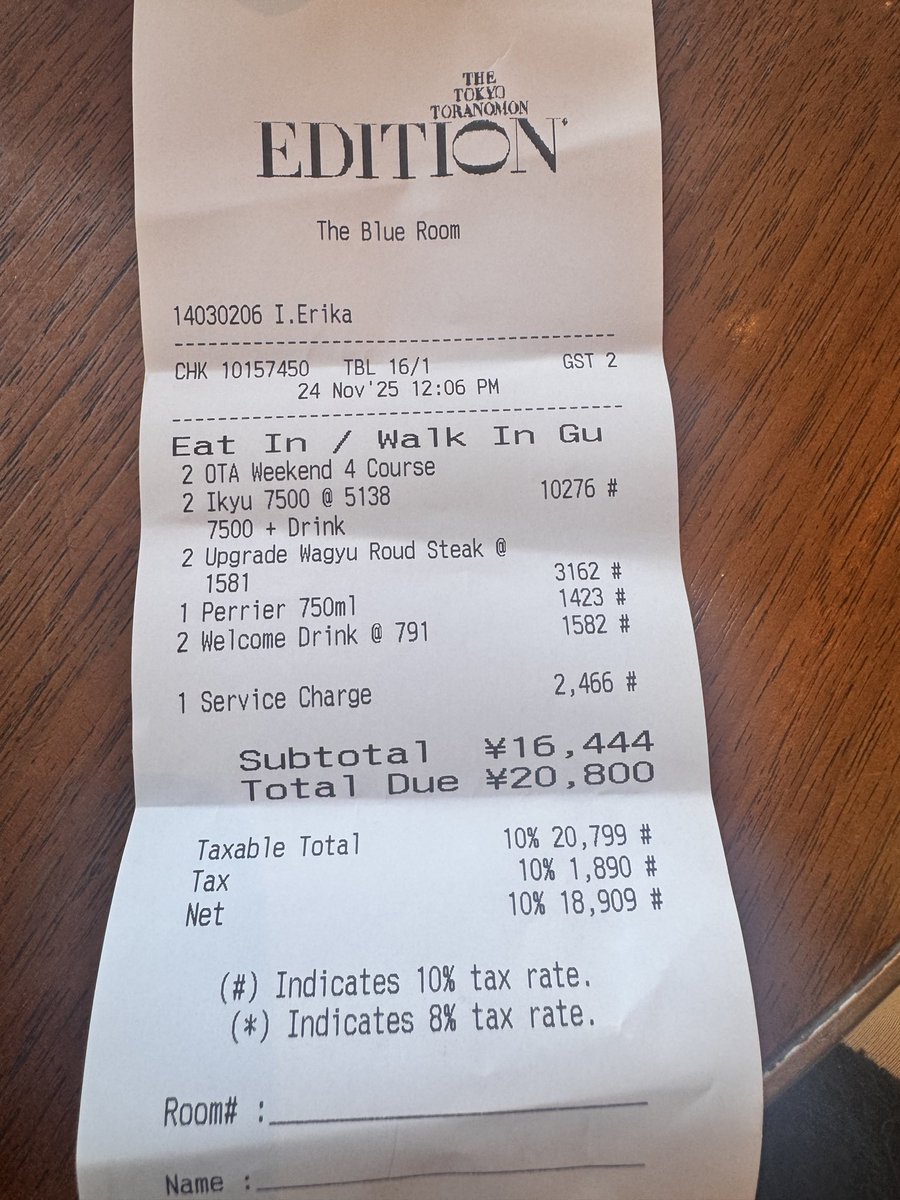 THE
TOKYO
TORANOMON
EDITION
The Blue Room
14030206 I.Erika
CHK 10157450 TBL 16/1 GST 2
24 Nov'25 12:06 PM
Eat In / Walk In Gu
2 OTA Weekend 4 Course
2 Ikyu 7500 @ 5138 10276 #
7500 + Drink
2 Upgrade Wagyu Roud Steak @
1581 3162 #
1 Perrier 750ml 1423 #
2 Welcome Drink @ 791 1582 #
1 Service Charge 2,466 #
Subtotal ¥16,444
Total Due ¥20,800
Taxable Total 10% 20,799 #
Tax 10% 1,890 #
Net 10% 18,909 #
(#) Indicates 10% tax rate.
(*) Indicates 8% tax rate.
Room# :
Name :